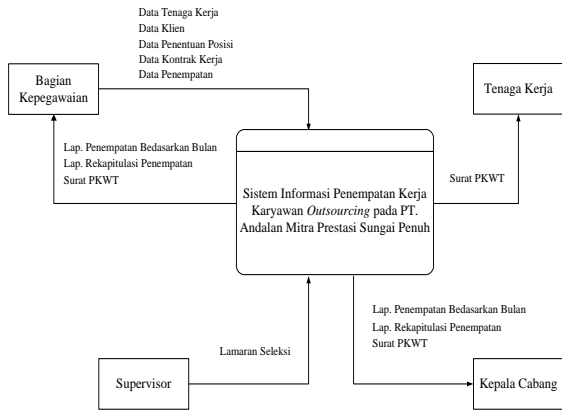 Data Tenaga Kerja
Data Klien
Data Penentuan Posisi
Data Kontrak Kerja
Data Penempatan
Bagian
Kepegawaian
Tenaga Kerja
Lap. Penempatan Bedasarkan Bulan
Lap. Rekapitulasi Penempatan
Surat PKWT
Sistem Informasi Penempatan Kerja
Karyawan Outsourcing pada PT.
Andalan Mitra Prestasi Sungai Penuh
Surat PKWT
Lap. Penempatan Bedasarkan Bulan
Lap. Rekapitulasi Penempatan
Surat PKWT
Lamaran Seleksi
Supervisor
Kepala Cabang